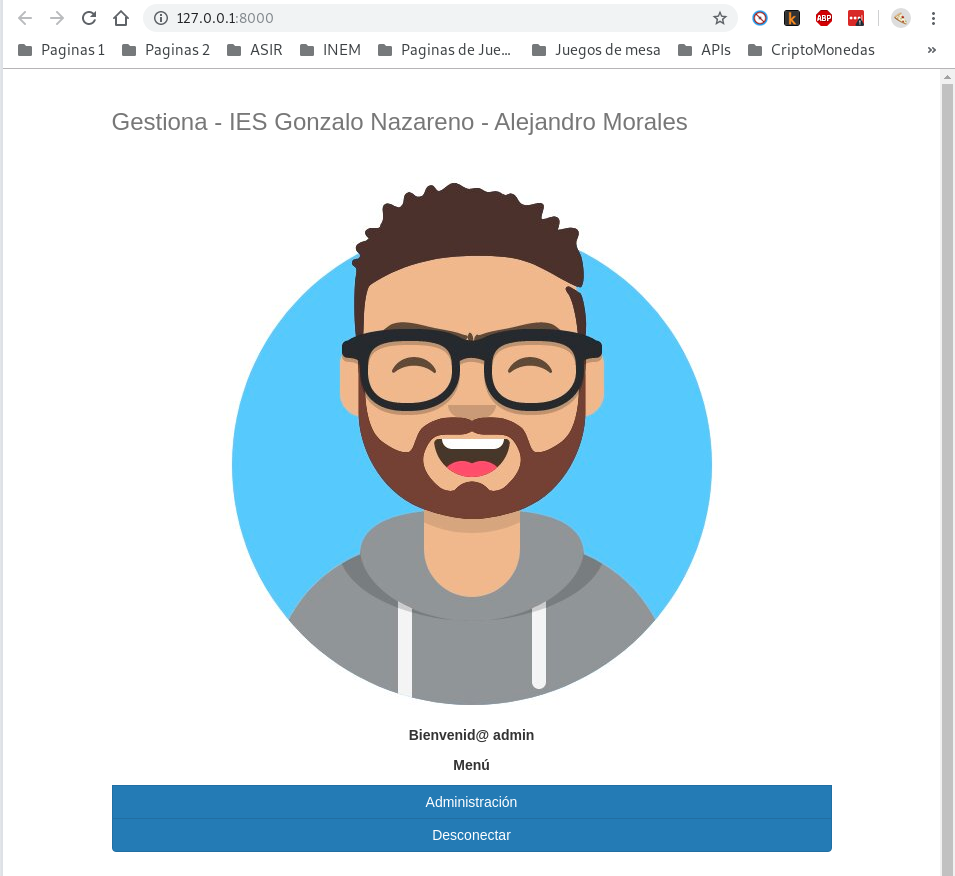 127.0.0.1:8000
ABP
Paginas 1 Paginas 2 ASIR INEM Paginas de Jue... Juegos de mesa APIs CriptoMonedas »
Gestiona - IES Gonzalo Nazareno - Alejandro Morales
Bienvenid@ admin
Menú
Administración
Desconectar